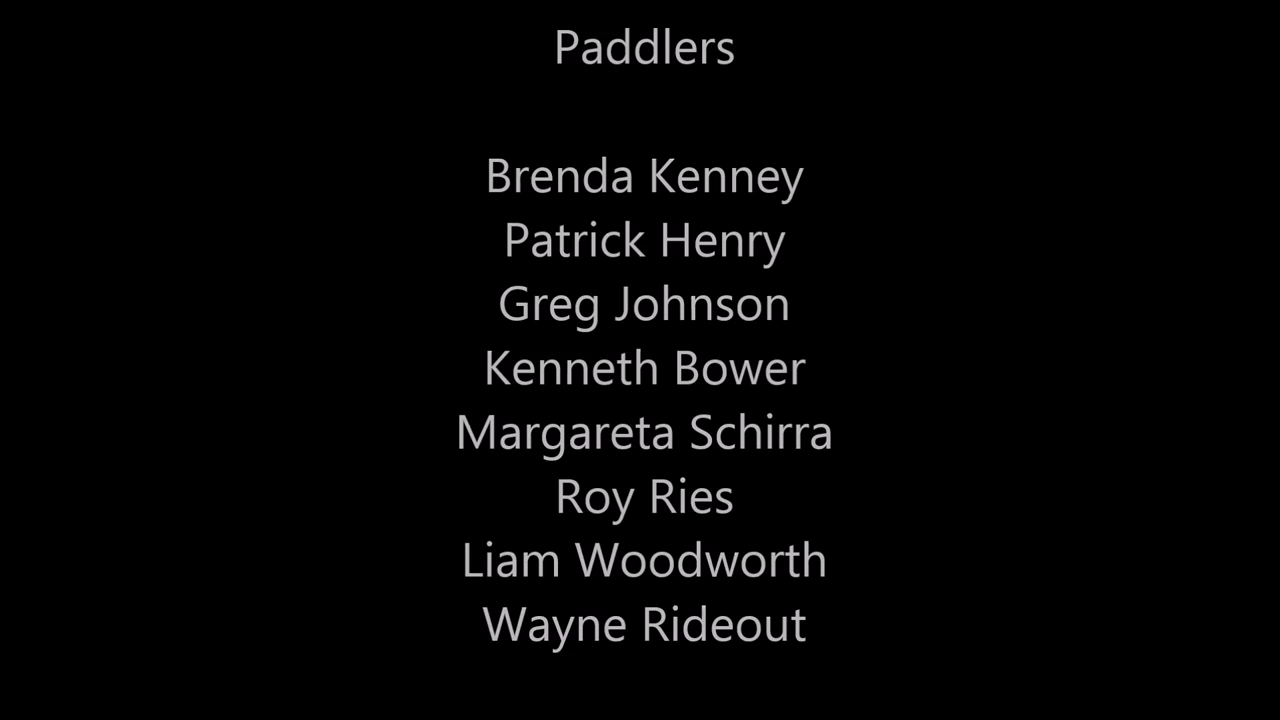 Paddlers
Brenda Kenney
Patrick Henry
Greg Johnson
Kenneth Bower
Margareta Schirra
Roy Ries
Liam Woodworth
Wayne Rideout